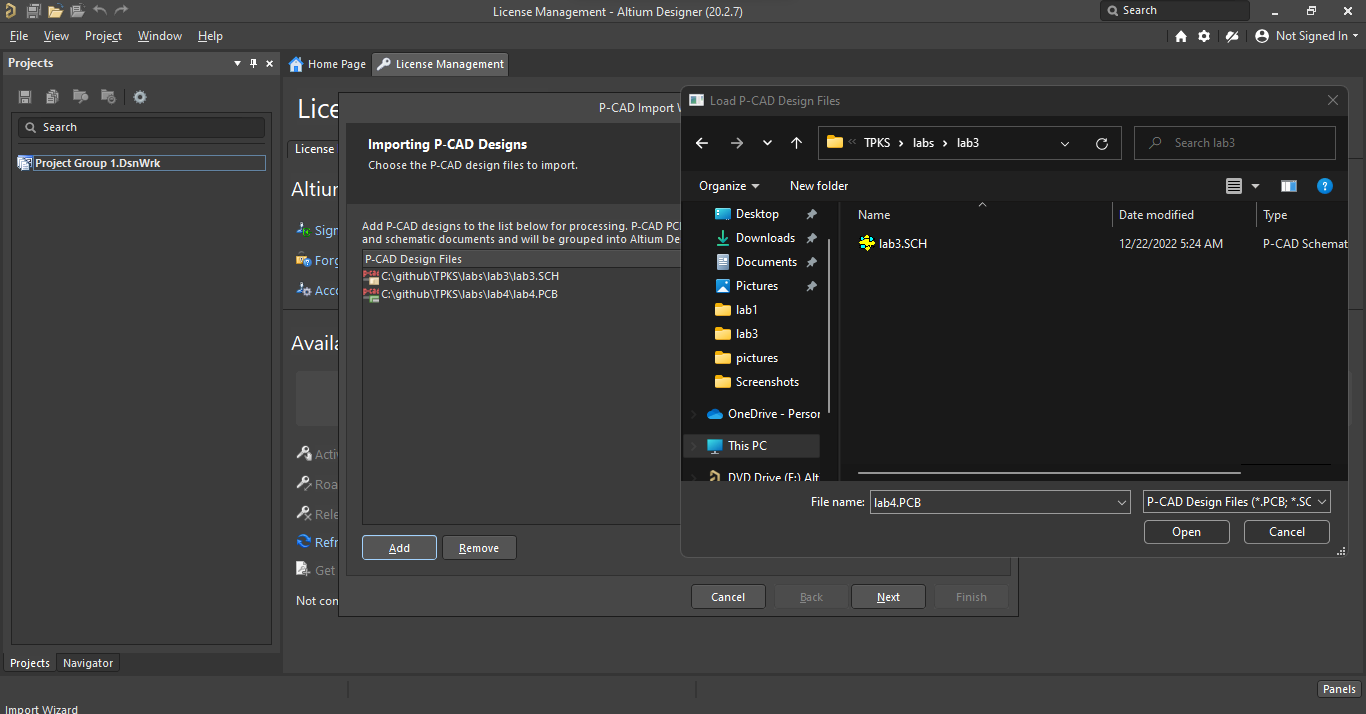 License Management - Altium Designer (20.2.7)
Search
File View Project Window Help
Not Signed In
Projects
Home Page
License Management
Search
Project Group 1.DsnWrk
Lice
License
Altiur
Sign
Forg
Acco
Availa
Activ
Roa
Rele
Refr
Get
Not con
P-CAD Import W
Importing P-CAD Designs
Choose the P-CAD design files to import.
Add P-CAD designs to the list below for processing. P-CAD PC
and schematic documents and will be grouped into Altium De
P-CAD Design Files
C:\github\TPKS\labs\lab3\lab3.SCH
C:\github\TPKS\labs\lab4\lab4.PCB
Add
Remove
Cancel
Back
Next
Finish
Load P-CAD Design Files
TPKS
labs
lab3
Search lab3
Organize
New folder
Desktop
Downloads
Documents
Pictures
lab1
lab3
pictures
Screenshots
OneDrive - Persor
This PC
DVD Drive (F:) Alt
Name
Date modified
Type
lab3.SCH
12/22/2022 5:24 AM
P-CAD Schemat
File name:
lab4.PCB
P-CAD Design Files (*.PCB; *.SC
Open
Cancel
Projects
Navigator
Panels
Import Wizard